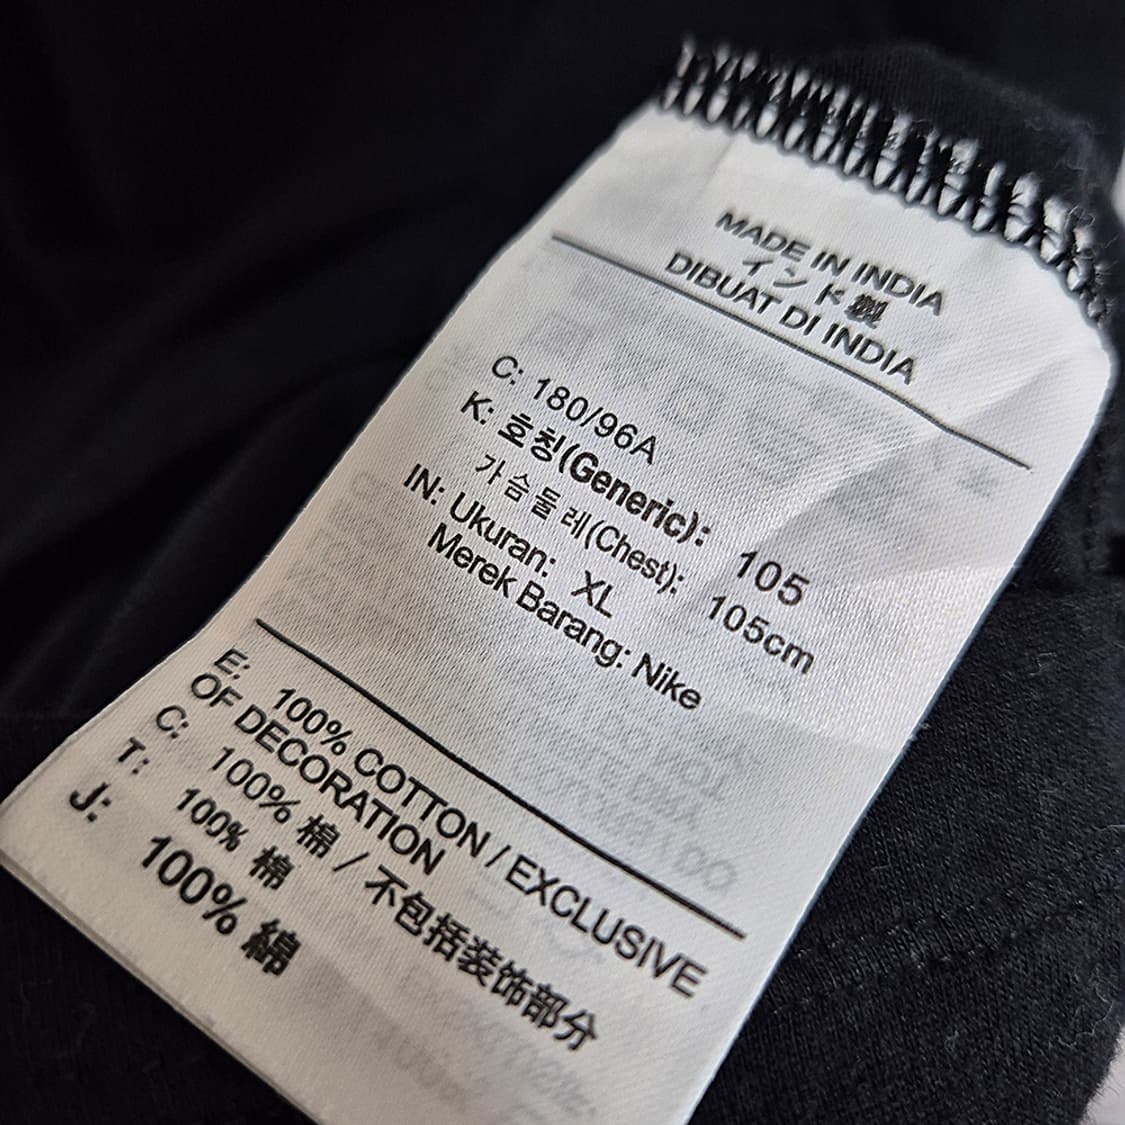 MADE IN INDIA
インド製
DIBUAT DI INDIA
C: 180/96A
K: 호칭(Generic): 105
가슴둘레(Chest): 105cm
IN: Ukuran: XL
Merek Barang: Nike
E: 100% COTTON / EXCLUSIVE
OF DECORATION
C: 100% 棉 / 不包括装饰部分
T: 100% 棉
J: 100% 綿